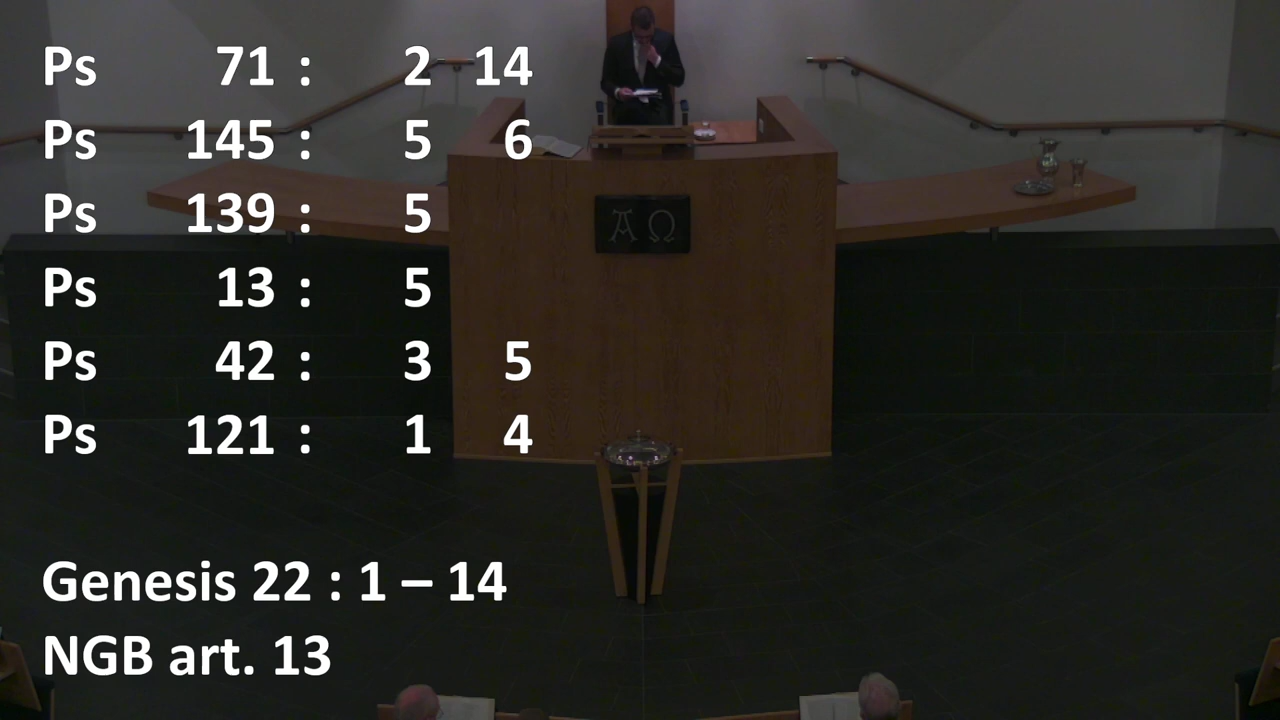 Ps 71 : 2 14
Ps 145 : 5 6
Ps 139 : 5
Ps 13 : 5
Ps 42 : 3 5
Ps 121 : 1 4
Genesis 22 : 1 – 14
NGB art. 13
Α Ω